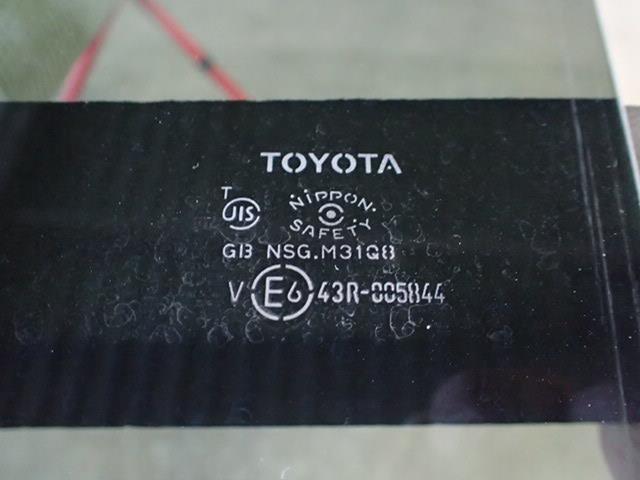 TOYOTA
T
JIS
NIPPON.
SAFETY
GB NSG.M31Q8
V E6 43R-005844